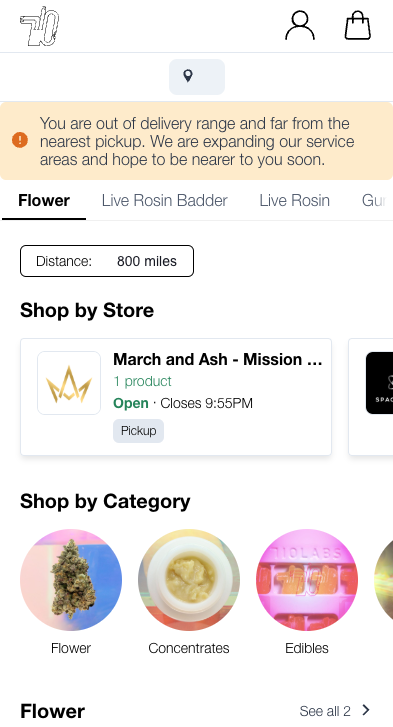 710
You are out of delivery range and far from the
nearest pickup. We are expanding our service
areas and hope to be nearer to you soon.
Flower Live Rosin Badder Live Rosin Gu
Distance: 800 miles
Shop by Store
March and Ash - Mission ...
1 product
Open · Closes 9:55PM
Pickup
SPAC
Shop by Category
710LABS
Flower Concentrates Edibles
Flower See all 2